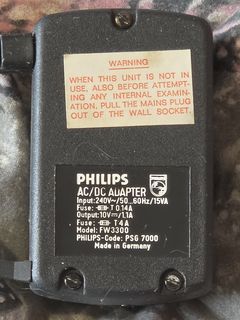 WARNING
WHEN THIS UNIT IS NOT IN
USE, ALSO BEFORE ATTEMPT-
ING ANY INTERNAL EXAMIN-
ATION, PULL THE MAINS PLUG
OUT OF THE WALL SOCKET.
PHILIPS
AC/DC ADAPTER
Input: 240V~/50...60Hz/15VA
Fuse: T 0.14A
Output: 10V⎓1.1A
Fuse: T 4A
Model: FW3300
PHILIPS-Code: PSG 7000
Made in Germany